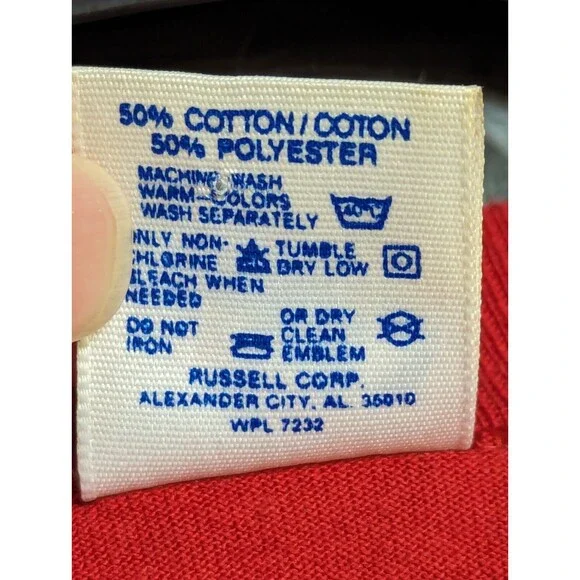 50% COTTON / COTON
50% POLYESTER
MACHINE WASH
WARM-COLORS
WASH SEPARATELY
ONLY NON-
CHLORINE
BLEACH WHEN
NEEDED
TUMBLE
DRY LOW
DO NOT
IRON
OR DRY
CLEAN
EMBLEM
RUSSELL CORP.
ALEXANDER CITY, AL. 35010
WPL 7232